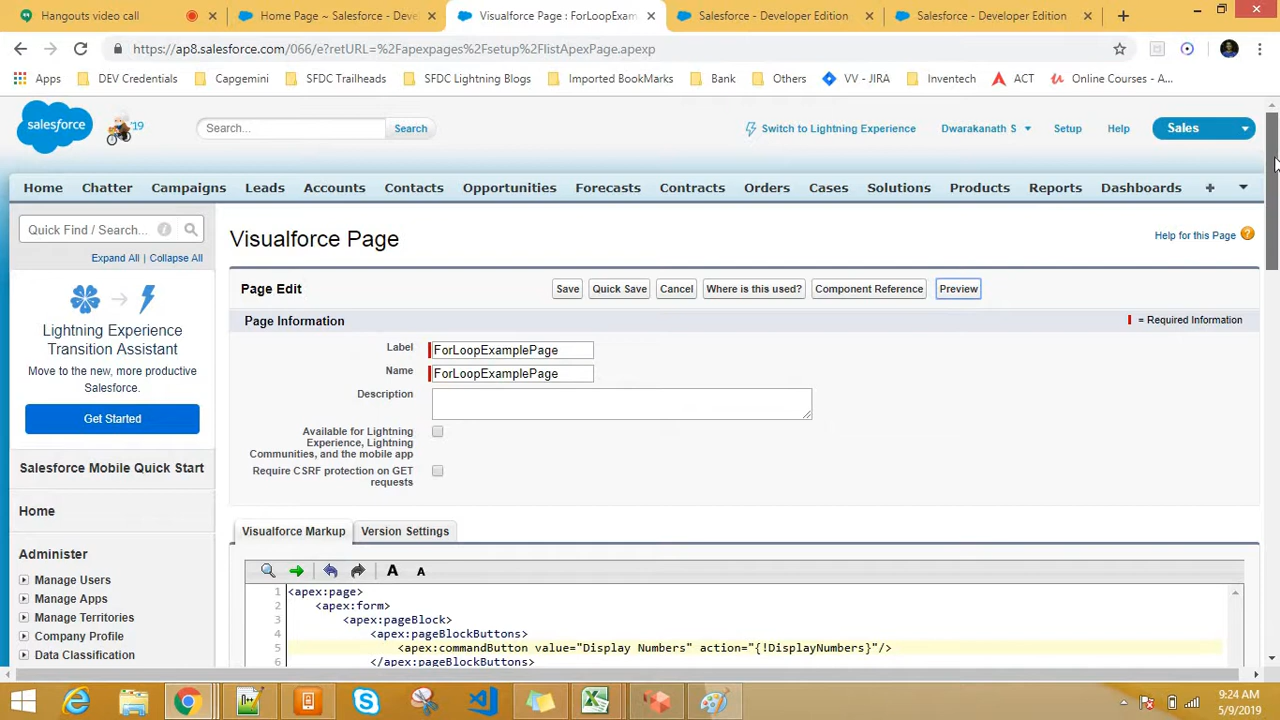 Hangouts video call
Home Page ~ Salesforce - Deve
Visualforce Page : ForLoopExam
Salesforce - Developer Edition
Salesforce - Developer Edition
https://ap8.salesforce.com/066/e?retURL=%2Fapexpages%2Fsetup%2FlistApexPage.apexp
Apps DEV Credentials Capgemini SFDC Trailheads SFDC Lightning Blogs Imported BookMarks Bank Others VV - JIRA Inventech ACT Online Courses - A...
salesforce '19 Search... Search Switch to Lightning Experience Dwarakanath S Setup Help Sales
Home Chatter Campaigns Leads Accounts Contacts Opportunities Forecasts Contracts Orders Cases Solutions Products Reports Dashboards +
Quick Find / Search...
Expand All | Collapse All
Lightning Experience
Transition Assistant
Move to the new, more productive
Salesforce.
Get Started
Salesforce Mobile Quick Start
Home
Administer
Manage Users
Manage Apps
Manage Territories
Company Profile
Data Classification
Visualforce Page
Help for this Page ?
Page Edit Save Quick Save Cancel Where is this used? Component Reference Preview
Page Information = Required Information
Label ForLoopExamplePage
Name ForLoopExamplePage
Description
Available for Lightning
Experience, Lightning
Communities, and the mobile app
Require CSRF protection on GET
requests
Visualforce Markup Version Settings
A A
1 <apex:page>
2 <apex:form>
3 <apex:pageBlock>
4 <apex:pageBlockButtons>
5 <apex:commandButton value="Display Numbers" action="{!DisplayNumbers}"/>
6 </apex:pageBlockButtons>
9:24 AM
5/9/2019